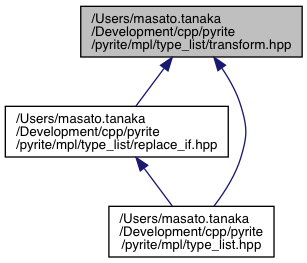 /Users/masato.tanaka
/Development/cpp/pyrite
/pyrite/mpl/type_list/transform.hpp
/Users/masato.tanaka
/Development/cpp/pyrite
/pyrite/mpl/type_list/replace_if.hpp
/Users/masato.tanaka
/Development/cpp/pyrite
/pyrite/mpl/type_list.hpp